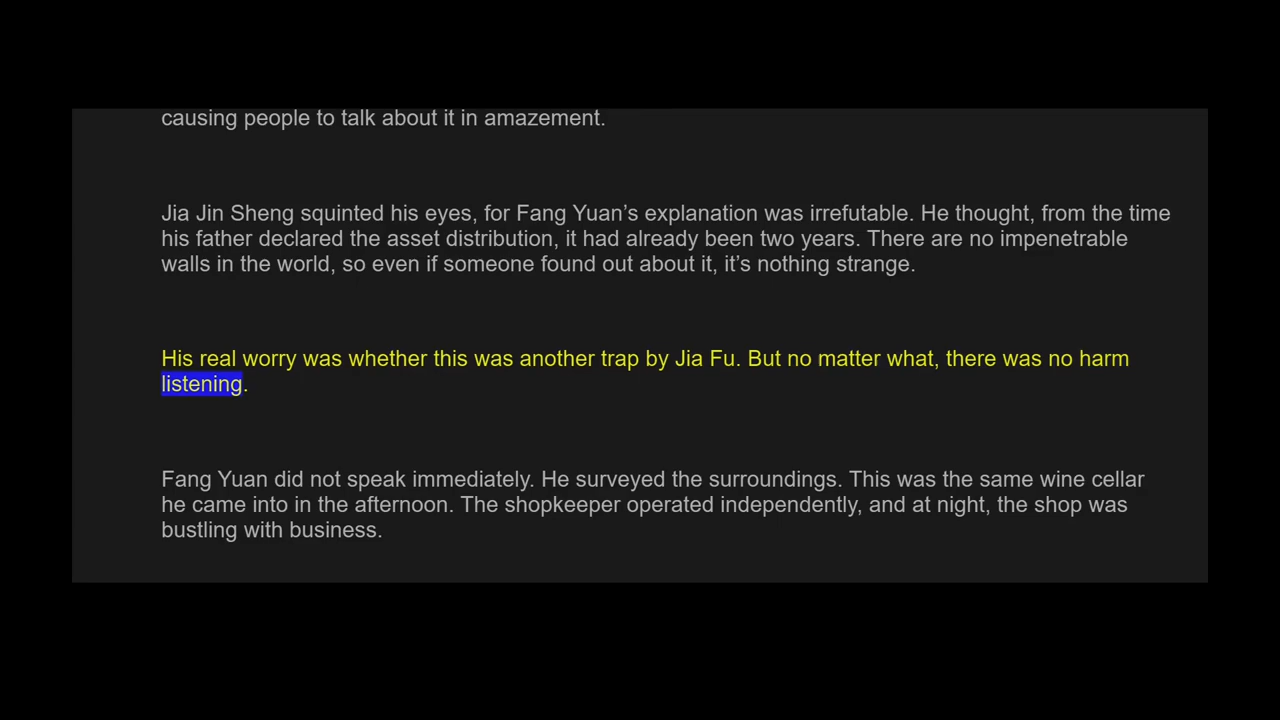 causing people to talk about it in amazement.
Jia Jin Sheng squinted his eyes, for Fang Yuan’s explanation was irrefutable. He thought, from the time
his father declared the asset distribution, it had already been two years. There are no impenetrable
walls in the world, so even if someone found out about it, it’s nothing strange.
His real worry was whether this was another trap by Jia Fu. But no matter what, there was no harm
listening.
Fang Yuan did not speak immediately. He surveyed the surroundings. This was the same wine cellar
he came into in the afternoon. The shopkeeper operated independently, and at night, the shop was
bustling with business.